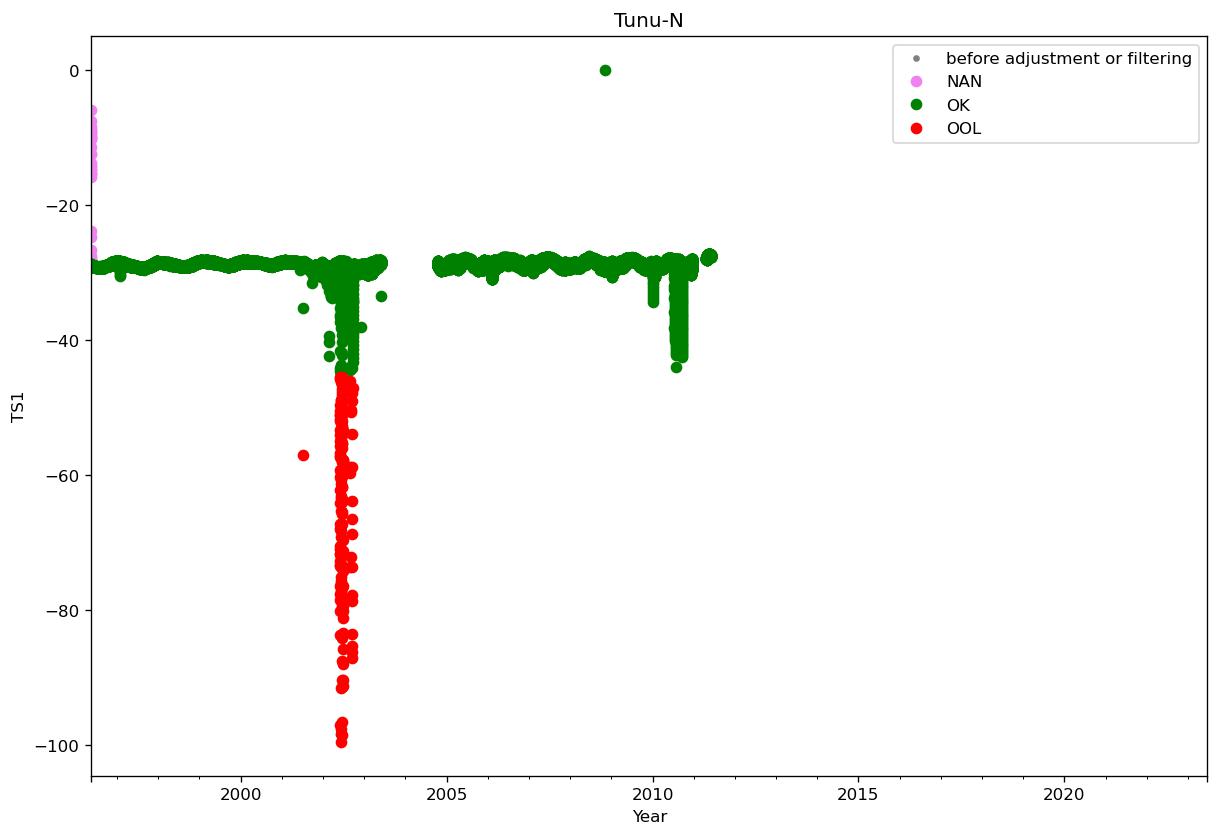 Tunu-N
before adjustment or filtering
NAN
OK
OOL
0
−20
−40
−60
−80
−100
TS1
2000 2005 2010 2015 2020
Year